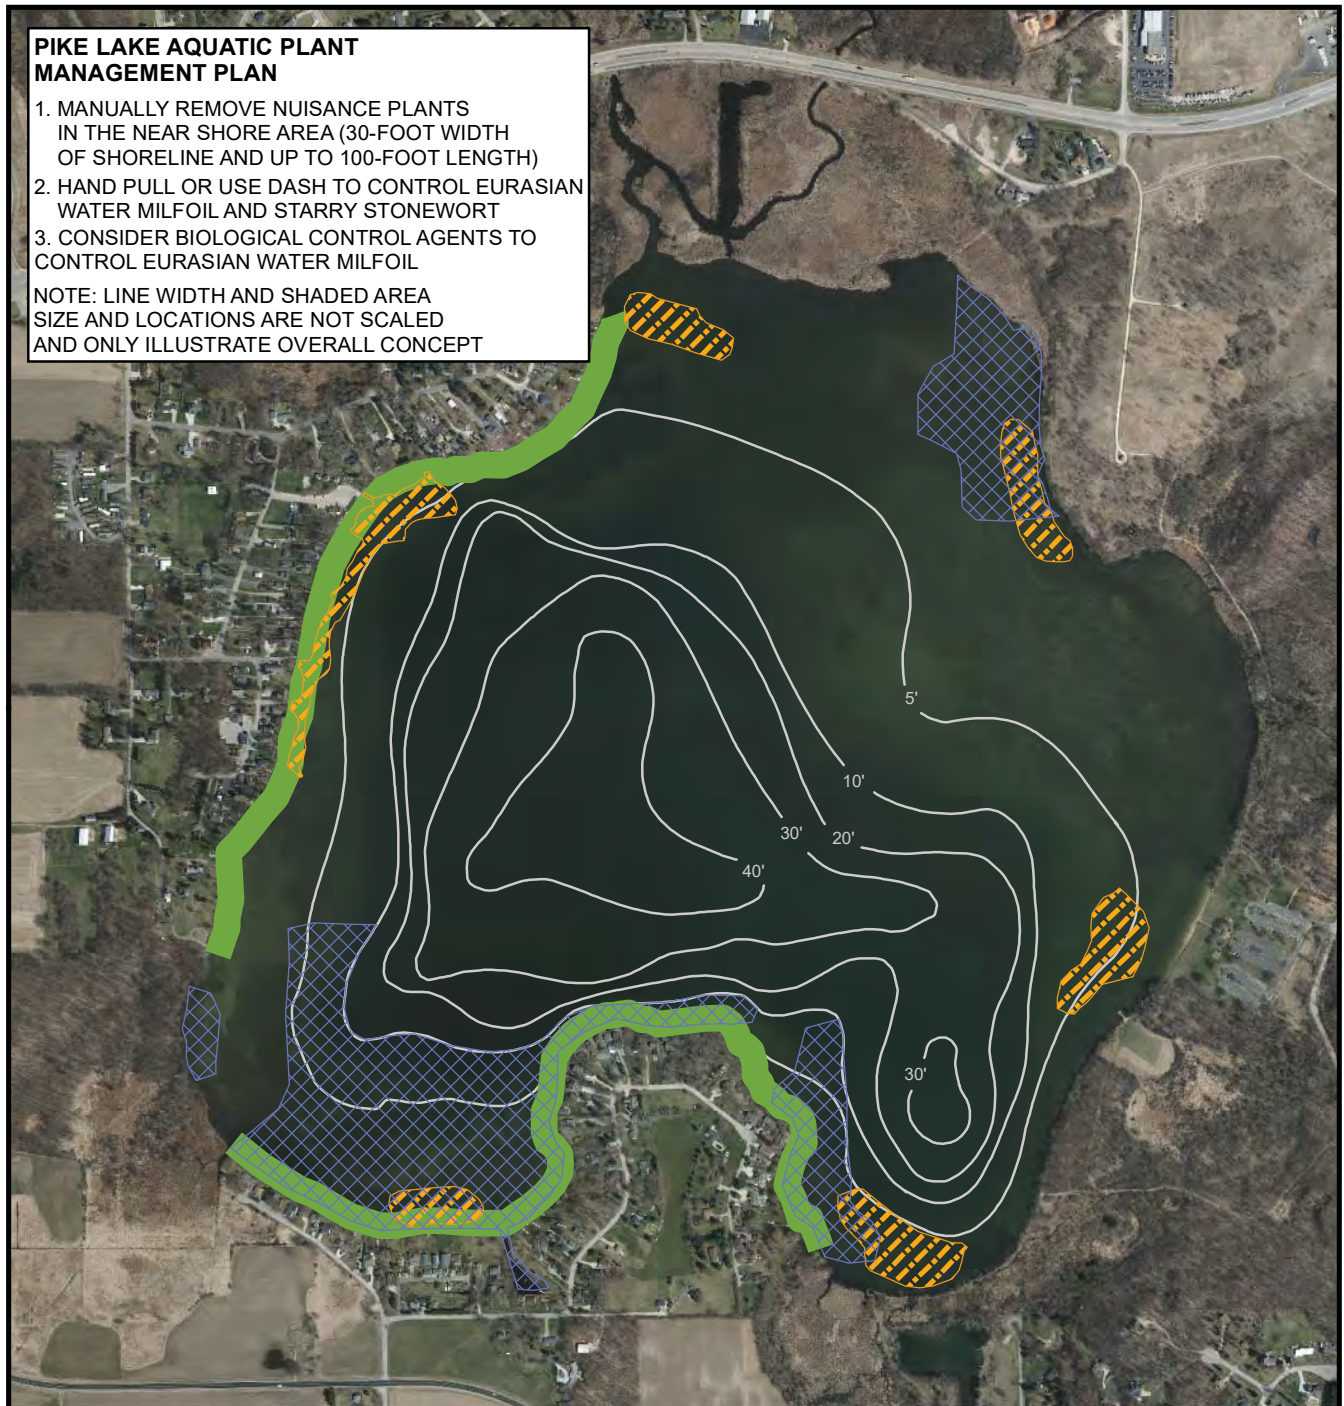 PIKE LAKE AQUATIC PLANT
MANAGEMENT PLAN
1. MANUALLY REMOVE NUISANCE PLANTS
IN THE NEAR SHORE AREA (30-FOOT WIDTH
OF SHORELINE AND UP TO 100-FOOT LENGTH)
2. HAND PULL OR USE DASH TO CONTROL EURASIAN
WATER MILFOIL AND STARRY STONEWORT
3. CONSIDER BIOLOGICAL CONTROL AGENTS TO
CONTROL EURASIAN WATER MILFOIL
NOTE: LINE WIDTH AND SHADED AREA
SIZE AND LOCATIONS ARE NOT SCALED
AND ONLY ILLUSTRATE OVERALL CONCEPT
5'
10'
30'
20'
40'
30'